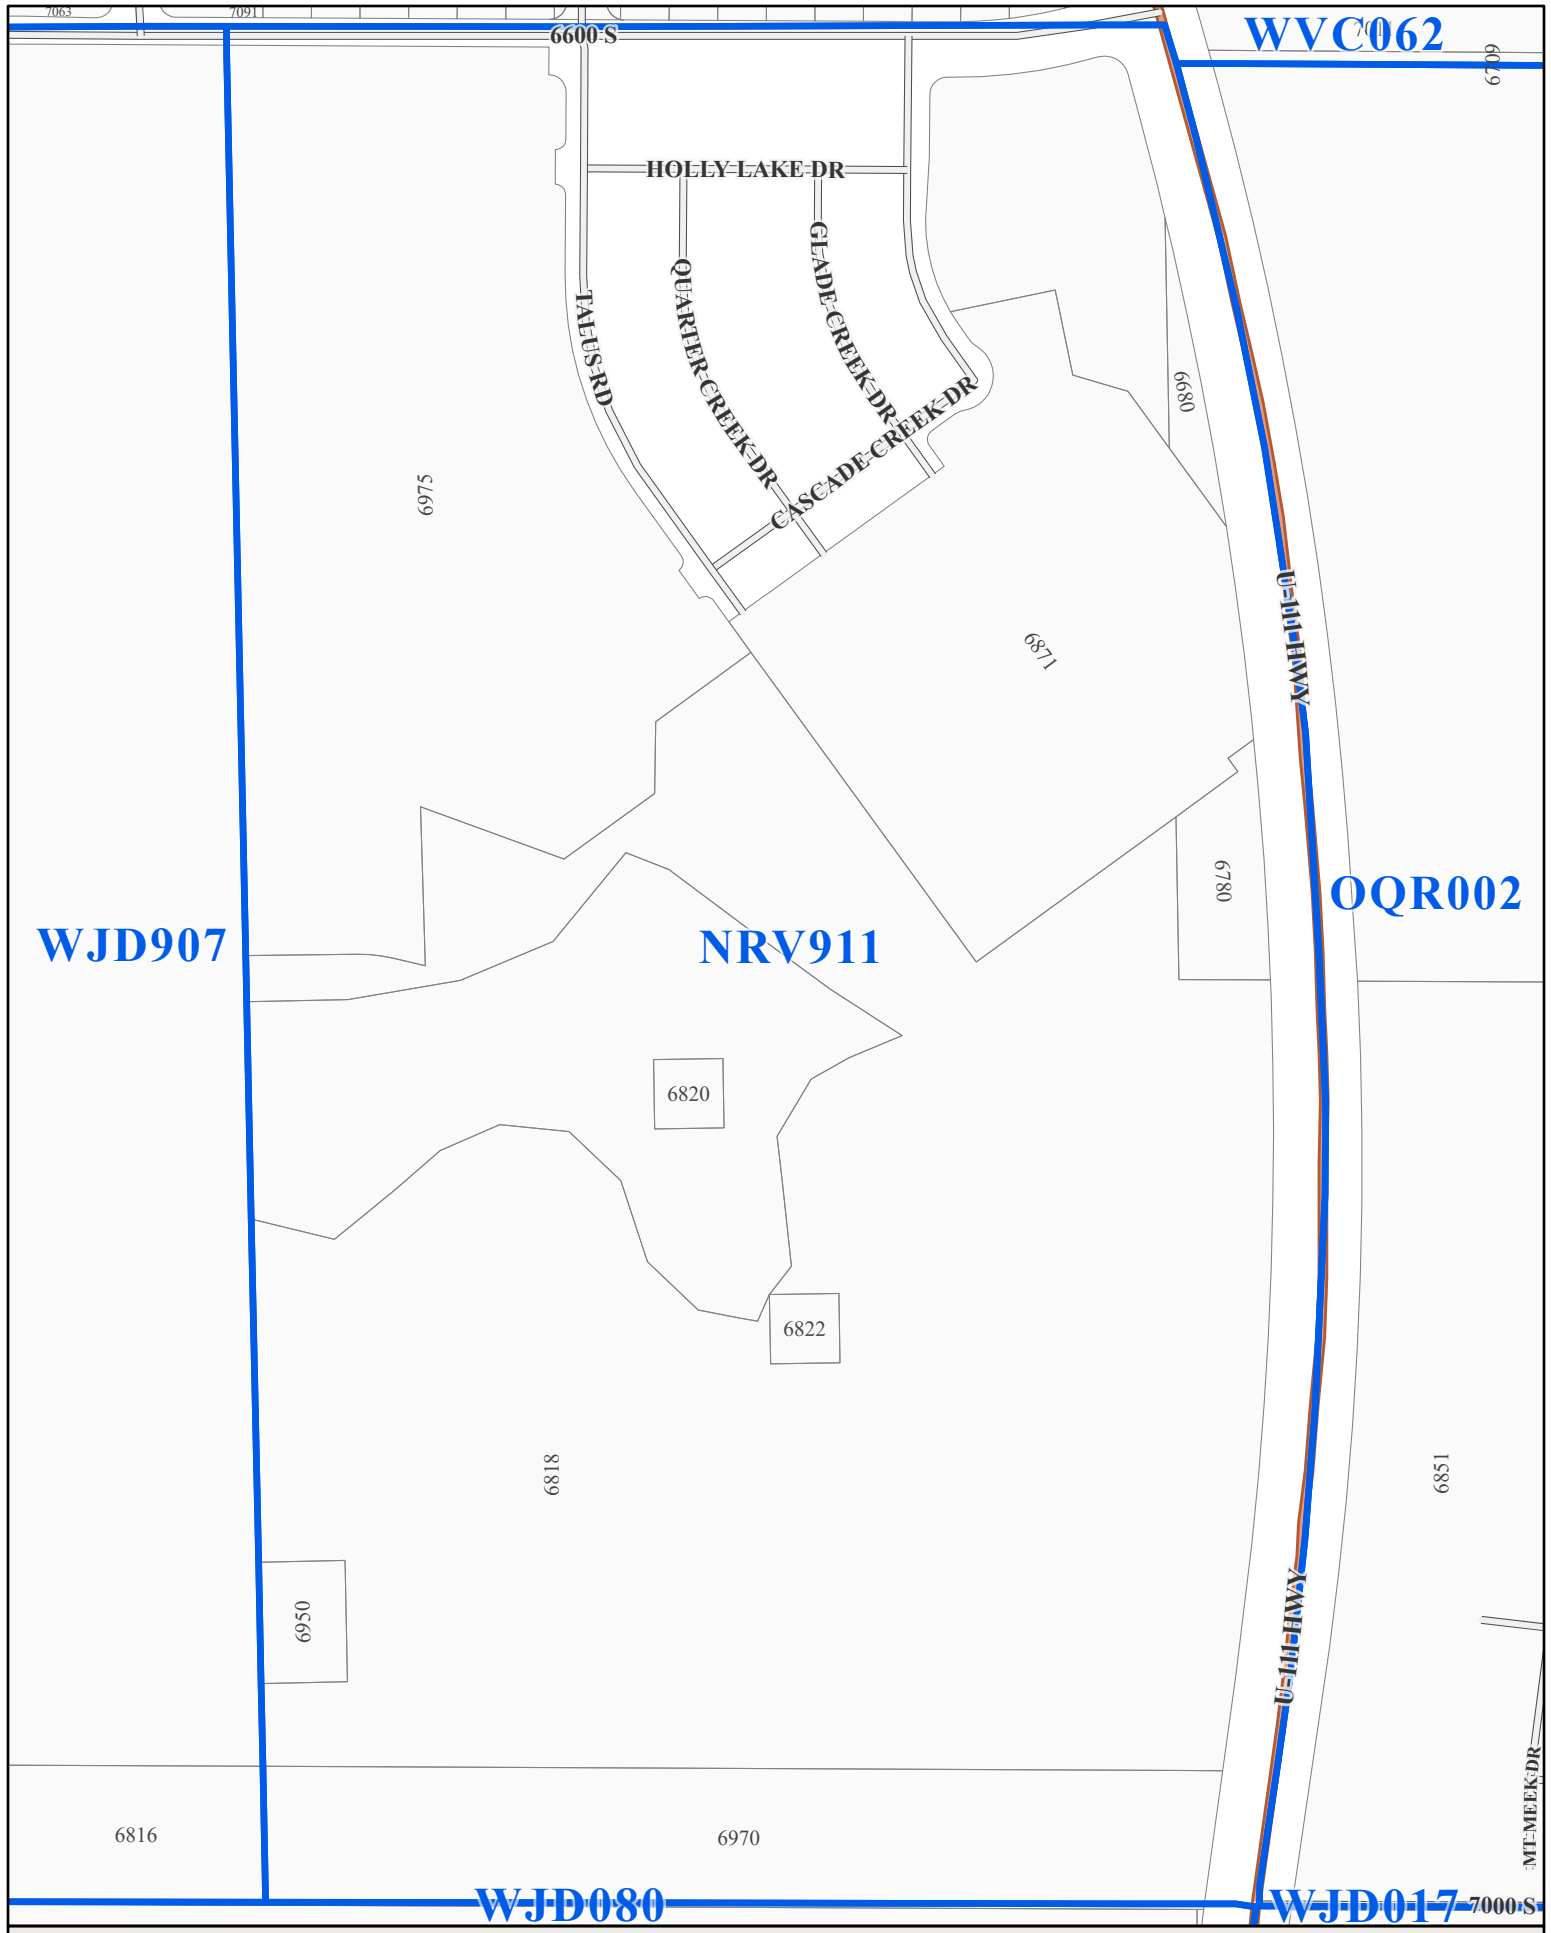 7063
7091
6600 S
WVC062
6709
HOLLY LAKE DR
GLADE CREEK DR
QUARTER CREEK DR
TALUS RD
CASCADE CREEK DR
6680
6975
U-111 HWY
6871
6780
OQR002
WJD907
NRV911
6820
6822
6818
6851
6950
U-111 HWY
MT MEEK DR
6816
6970
WJD080
WJD017
7000 S